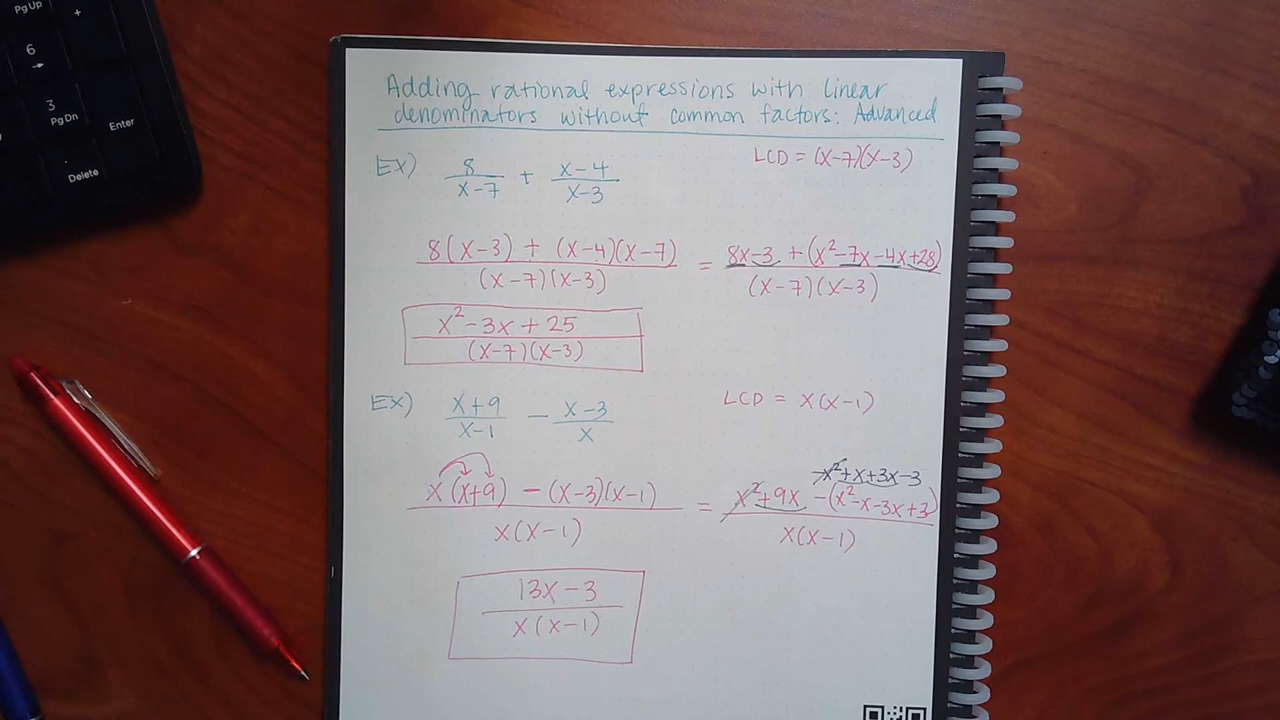 PgUp
+
6
→
3
PgDn
Enter
.
Delete
Adding rational expressions with linear
denominators without common factors: Advanced
LCD = (x-7)(x-3)
Ex) 8/(x-7) + (x-4)/(x-3)
(8(x-3) + (x-4)(x-7))/((x-7)(x-3)) = (8x-3 + (x²-7x-4x+28))/((x-7)(x-3))
(x²-3x+25)/((x-7)(x-3))
Ex) (x+9)/(x-1) - (x-3)/x
LCD = x(x-1)
-x²+x+3x-3
(x(x+9) - (x-3)(x-1))/(x(x-1)) = (x²+9x -(x²-x-3x+3))/(x(x-1))
(13x-3)/(x(x-1))